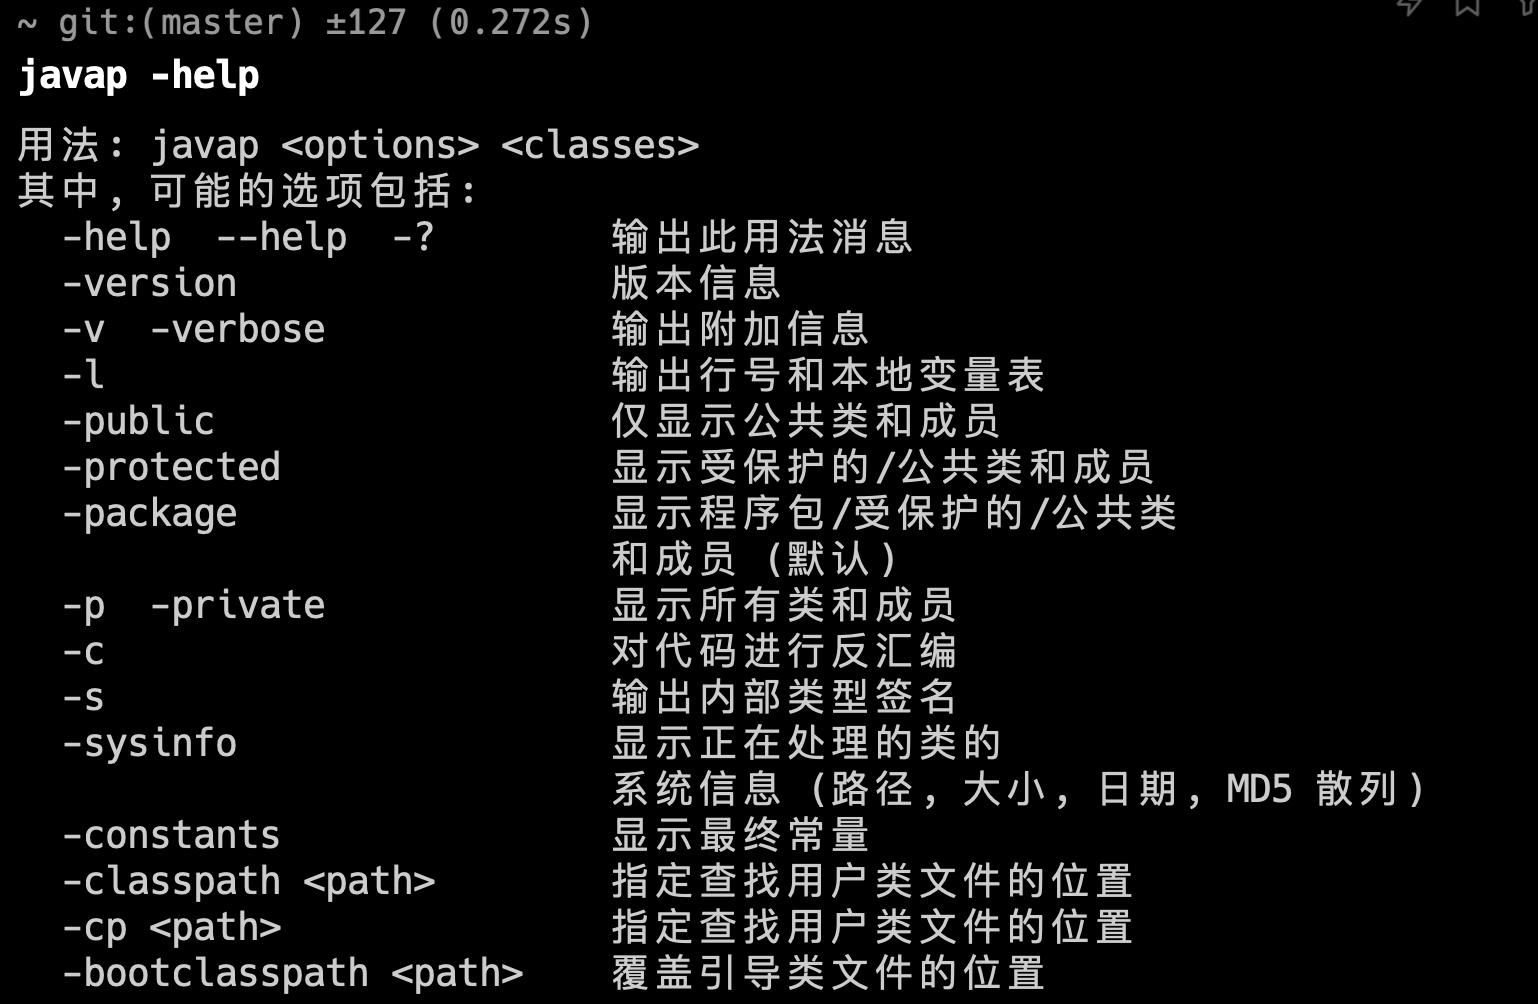 ~ git:(master) ±127 (0.272s)
javap -help
用法: javap <options> <classes>
其中, 可能的选项包括:
  -help  --help  -?        输出此用法消息
  -version                 版本信息
  -v  -verbose             输出附加信息
  -l                       输出行号和本地变量表
  -public                  仅显示公共类和成员
  -protected               显示受保护的/公共类和成员
  -package                 显示程序包/受保护的/公共类
                           和成员 (默认)
  -p  -private             显示所有类和成员
  -c                       对代码进行反汇编
  -s                       输出内部类型签名
  -sysinfo                 显示正在处理的类的
                           系统信息 (路径, 大小, 日期, MD5 散列)
  -constants               显示最终常量
  -classpath <path>        指定查找用户类文件的位置
  -cp <path>               指定查找用户类文件的位置
  -bootclasspath <path>    覆盖引导类文件的位置